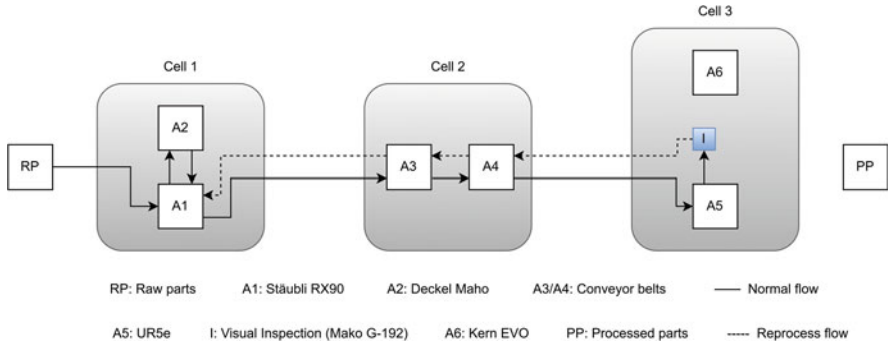 Cell 3
Cell 1
Cell 2
A6
A2
I
RP
A3
A4
PP
A1
A5
RP: Raw parts
A1: Stäubli RX90
A2: Deckel Maho
A3/A4: Conveyor belts
Normal flow
A5: UR5e
I: Visual Inspection (Mako G-192)
A6: Kern EVO
PP: Processed parts
Reprocess flow